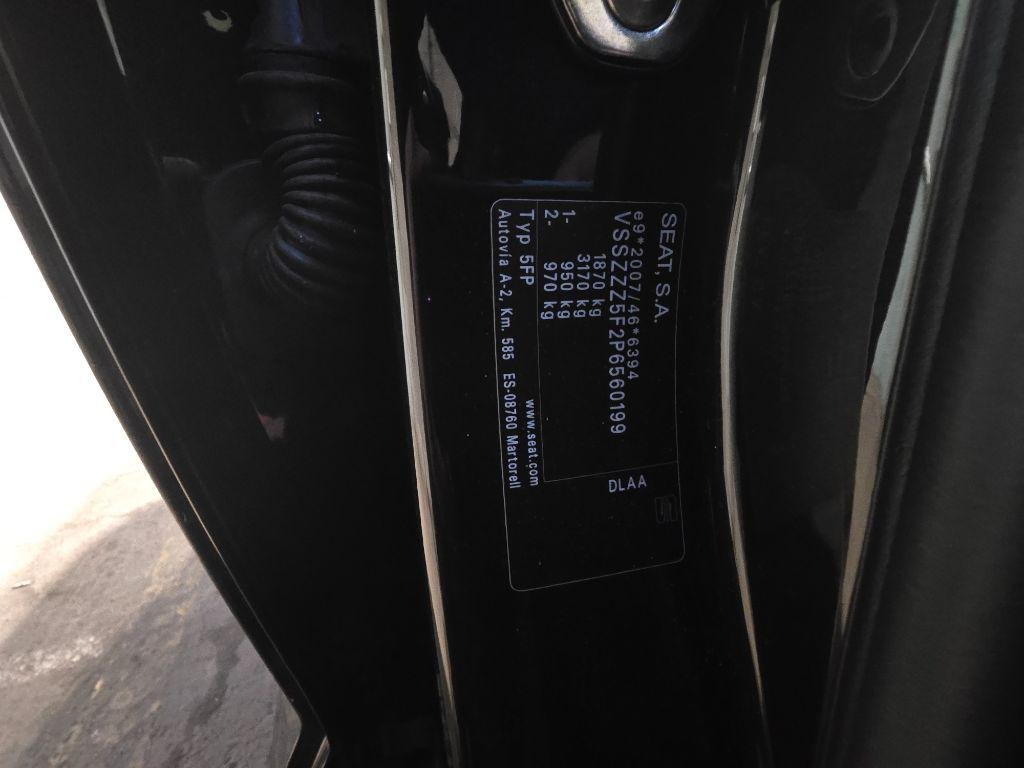 SEAT, S.A.
e9*2007/46*6394
VSSZZZ5F2P6560199
DLAA
1870 kg
3170 kg
1- 950 kg
2- 970 kg
Typ 5FP www.seat.com
Autovía A-2, Km. 585 ES-08760 Martorell